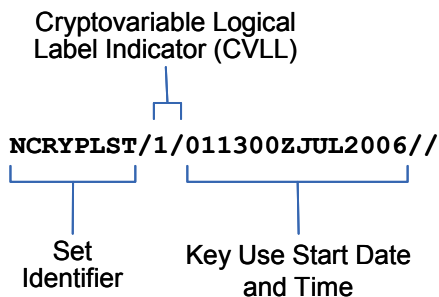 Cryptovariable Logical
Label Indicator (CVLL)
NCRYPLST/1/011300ZJUL2006//
Set
Identifier
Key Use Start Date
and Time